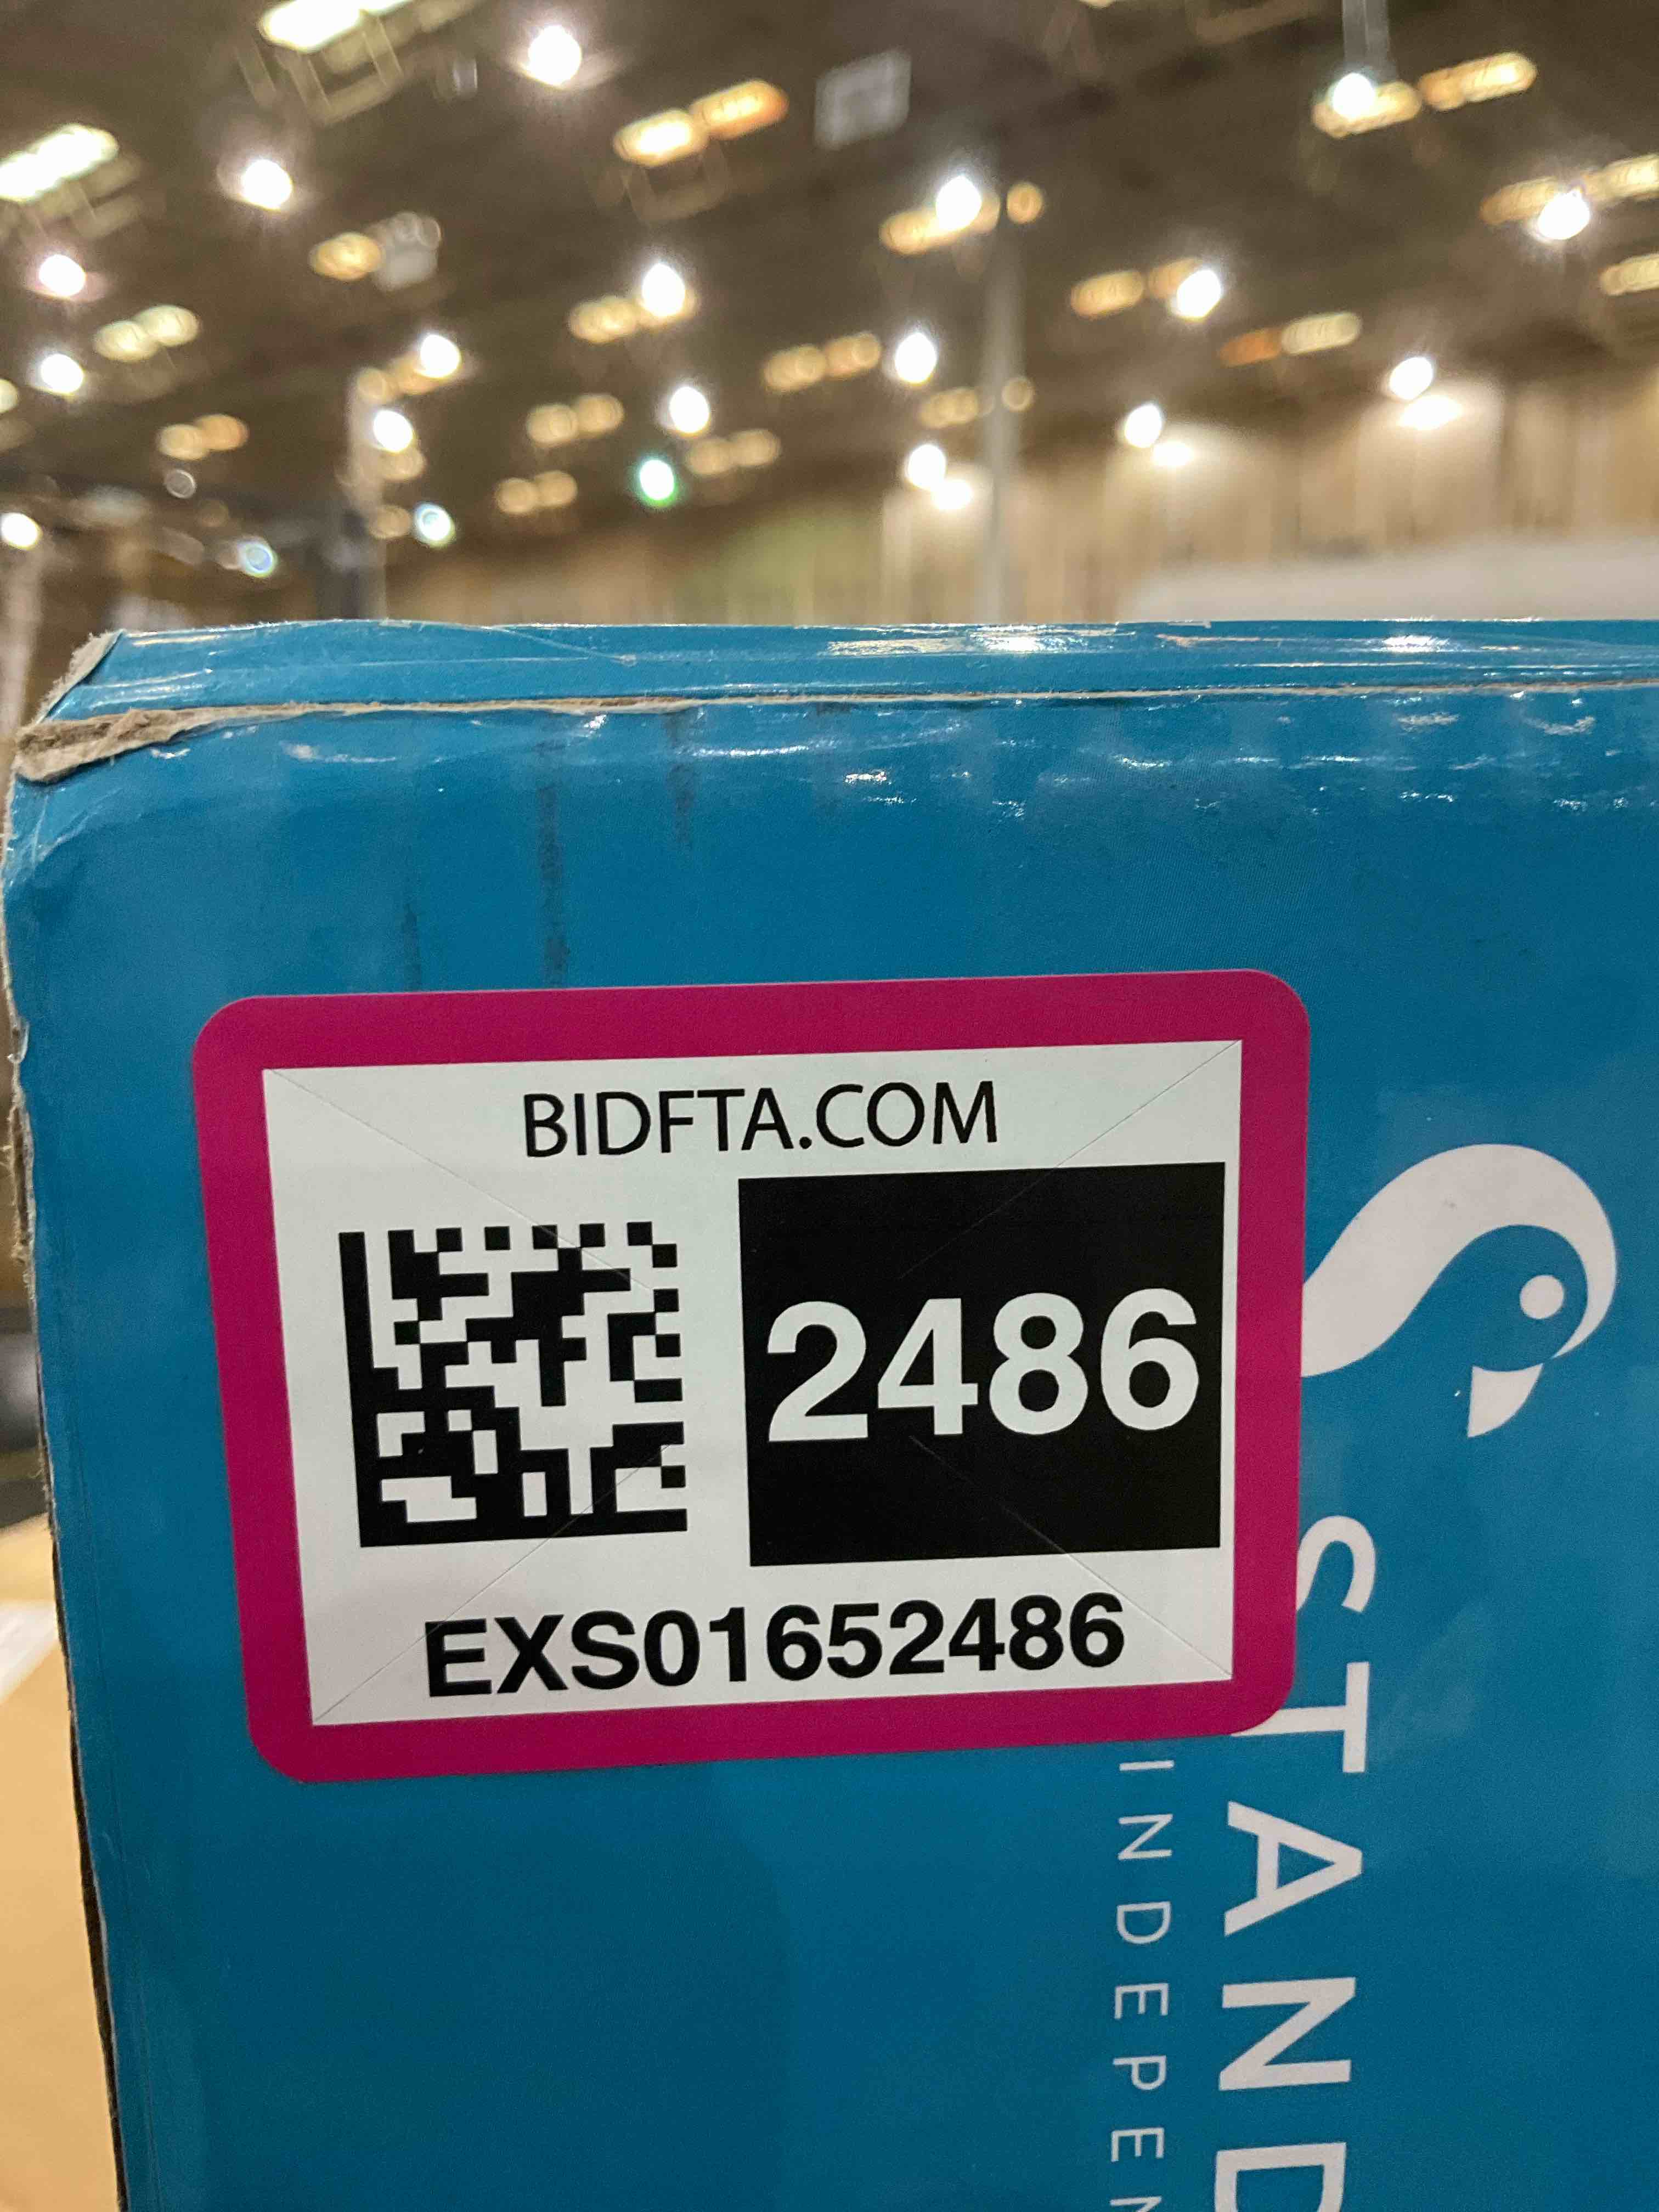 BIDFTA.COM
2486
EXS01652486
STAND
INDEPEN